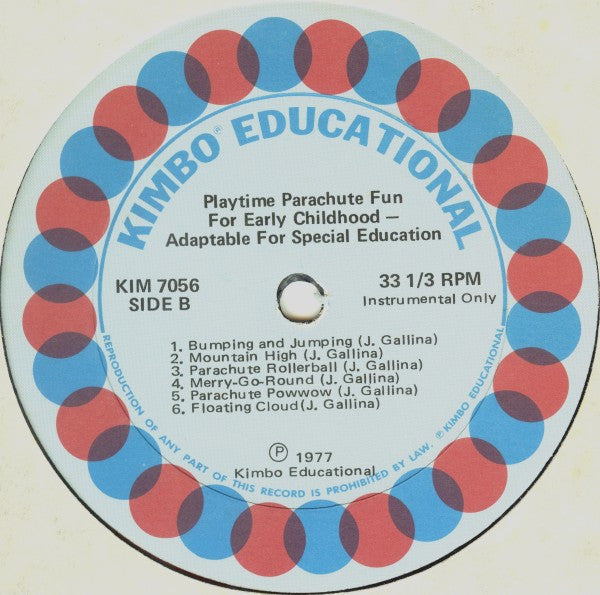 KIMBO® EDUCATIONAL
Playtime Parachute Fun
For Early Childhood —
Adaptable For Special Education
KIM 7056
SIDE B
33 1/3 RPM
Instrumental Only
1. Bumping and Jumping (J. Gallina)
2. Mountain High (J. Gallina)
3. Parachute Rollerball (J. Gallina)
4. Merry-Go-Round (J. Gallina)
5. Parachute Powwow (J. Gallina)
6. Floating Cloud(J. Gallina)
Ⓟ 1977
Kimbo Educational
REPRODUCTION OF ANY PART OF THIS RECORD IS PROHIBITED BY LAW. ℗ KIMBO EDUCATIONAL